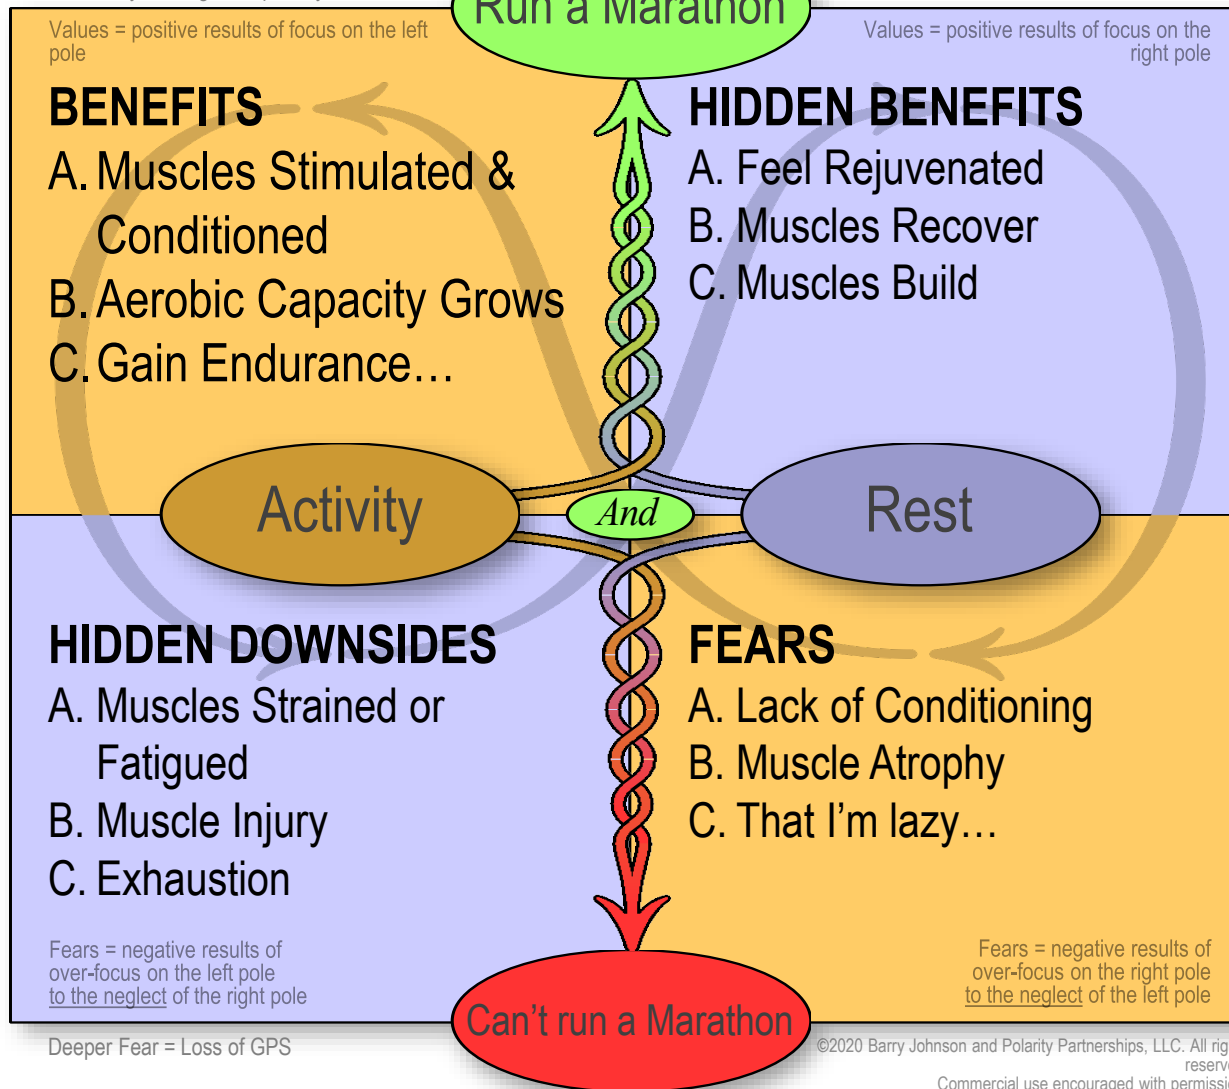 Run a Marathon
Values = positive results of focus on the left
pole
Values = positive results of focus on the
right pole
BENEFITS
A. Muscles Stimulated &
Conditioned
B. Aerobic Capacity Grows
C. Gain Endurance…
HIDDEN BENEFITS
A. Feel Rejuvenated
B. Muscles Recover
C. Muscles Build
Activity
And
Rest
HIDDEN DOWNSIDES
A. Muscles Strained or
Fatigued
B. Muscle Injury
C. Exhaustion
FEARS
A. Lack of Conditioning
B. Muscle Atrophy
C. That I'm lazy…
Fears = negative results of
over-focus on the left pole
to the neglect of the right pole
Fears = negative results of
over-focus on the right pole
to the neglect of the left pole
Can't run a Marathon
Deeper Fear = Loss of GPS
©2020 Barry Johnson and Polarity Partnerships, LLC. All rig
reserv
Commercial use encouraged with permissi